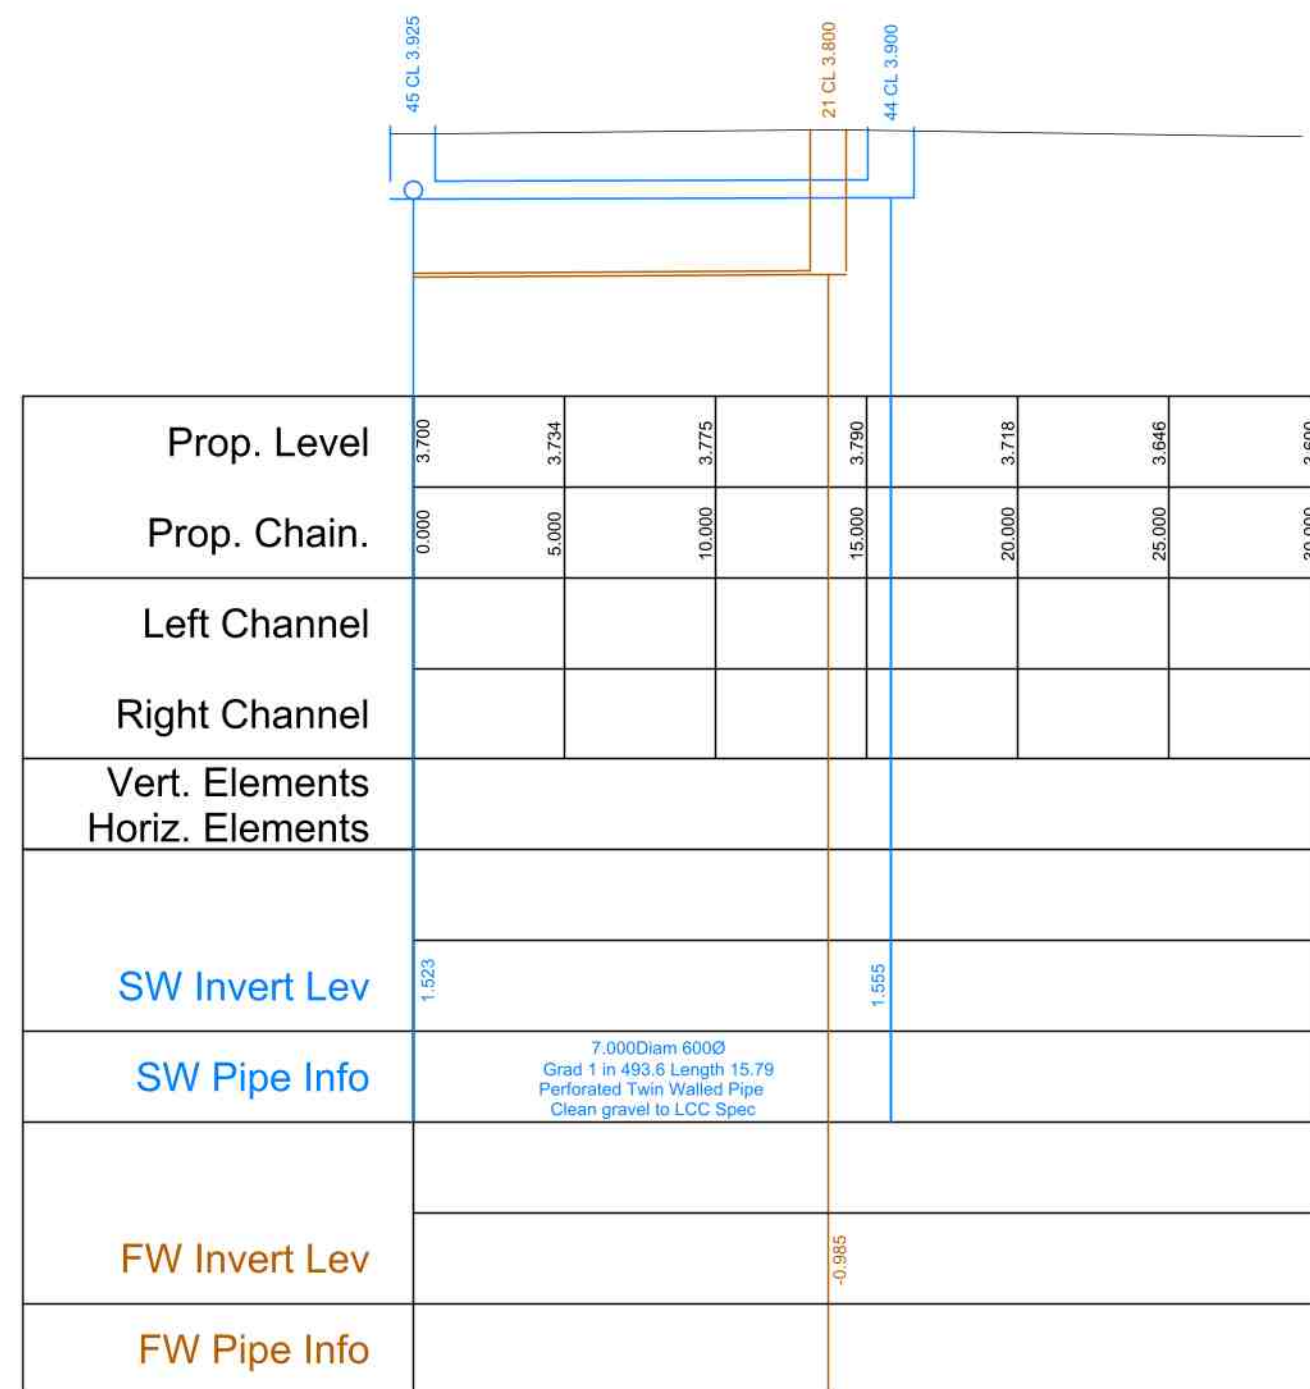 45 CL 3.925
21 CL 3.800
44 CL 3.900
Prop. Level
3.700
3.734
3.775
3.790
3.718
3.646
Prop. Chain.
0.000
5.000
10.000
15.000
20.000
25.000
Left Channel
Right Channel
Vert. Elements
Horiz. Elements
SW Invert Lev
1.523
1.555
SW Pipe Info
7.000Diam 600Ø
Grad 1 in 493.6 Length 15.79
Perforated Twin Walled Pipe
Clean gravel to LCC Spec
FW Invert Lev
-0.985
FW Pipe Info